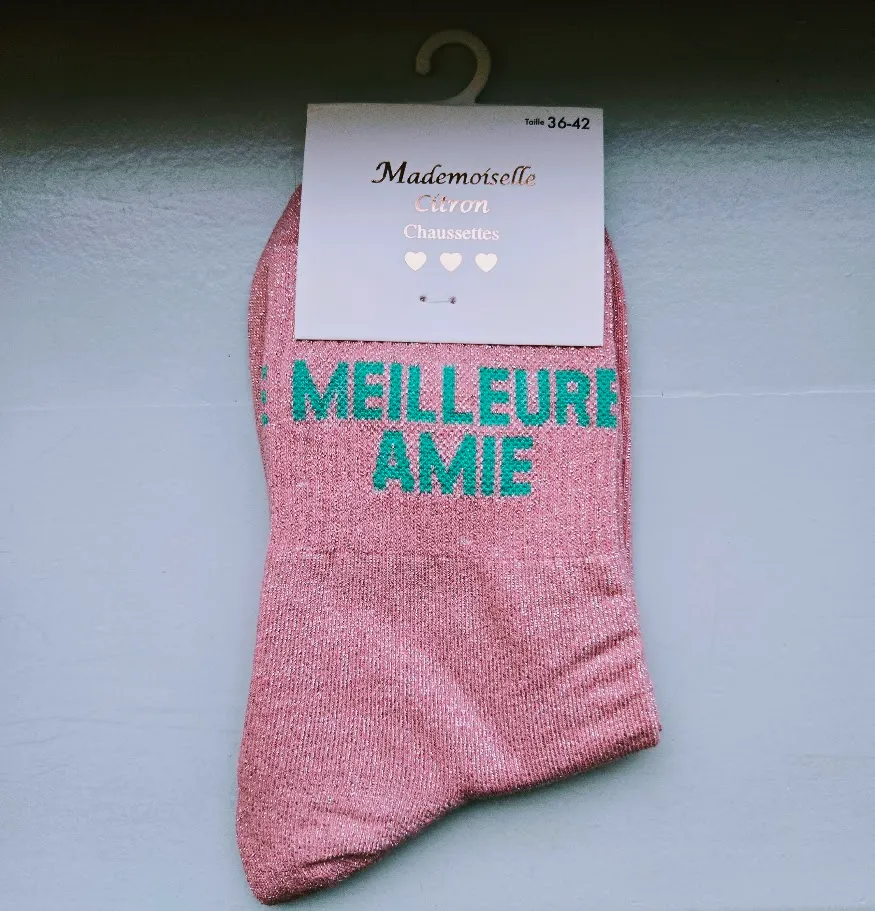 Taille 36-42
Mademoiselle
Citron
Chaussettes
MEILLEURE
AMIE